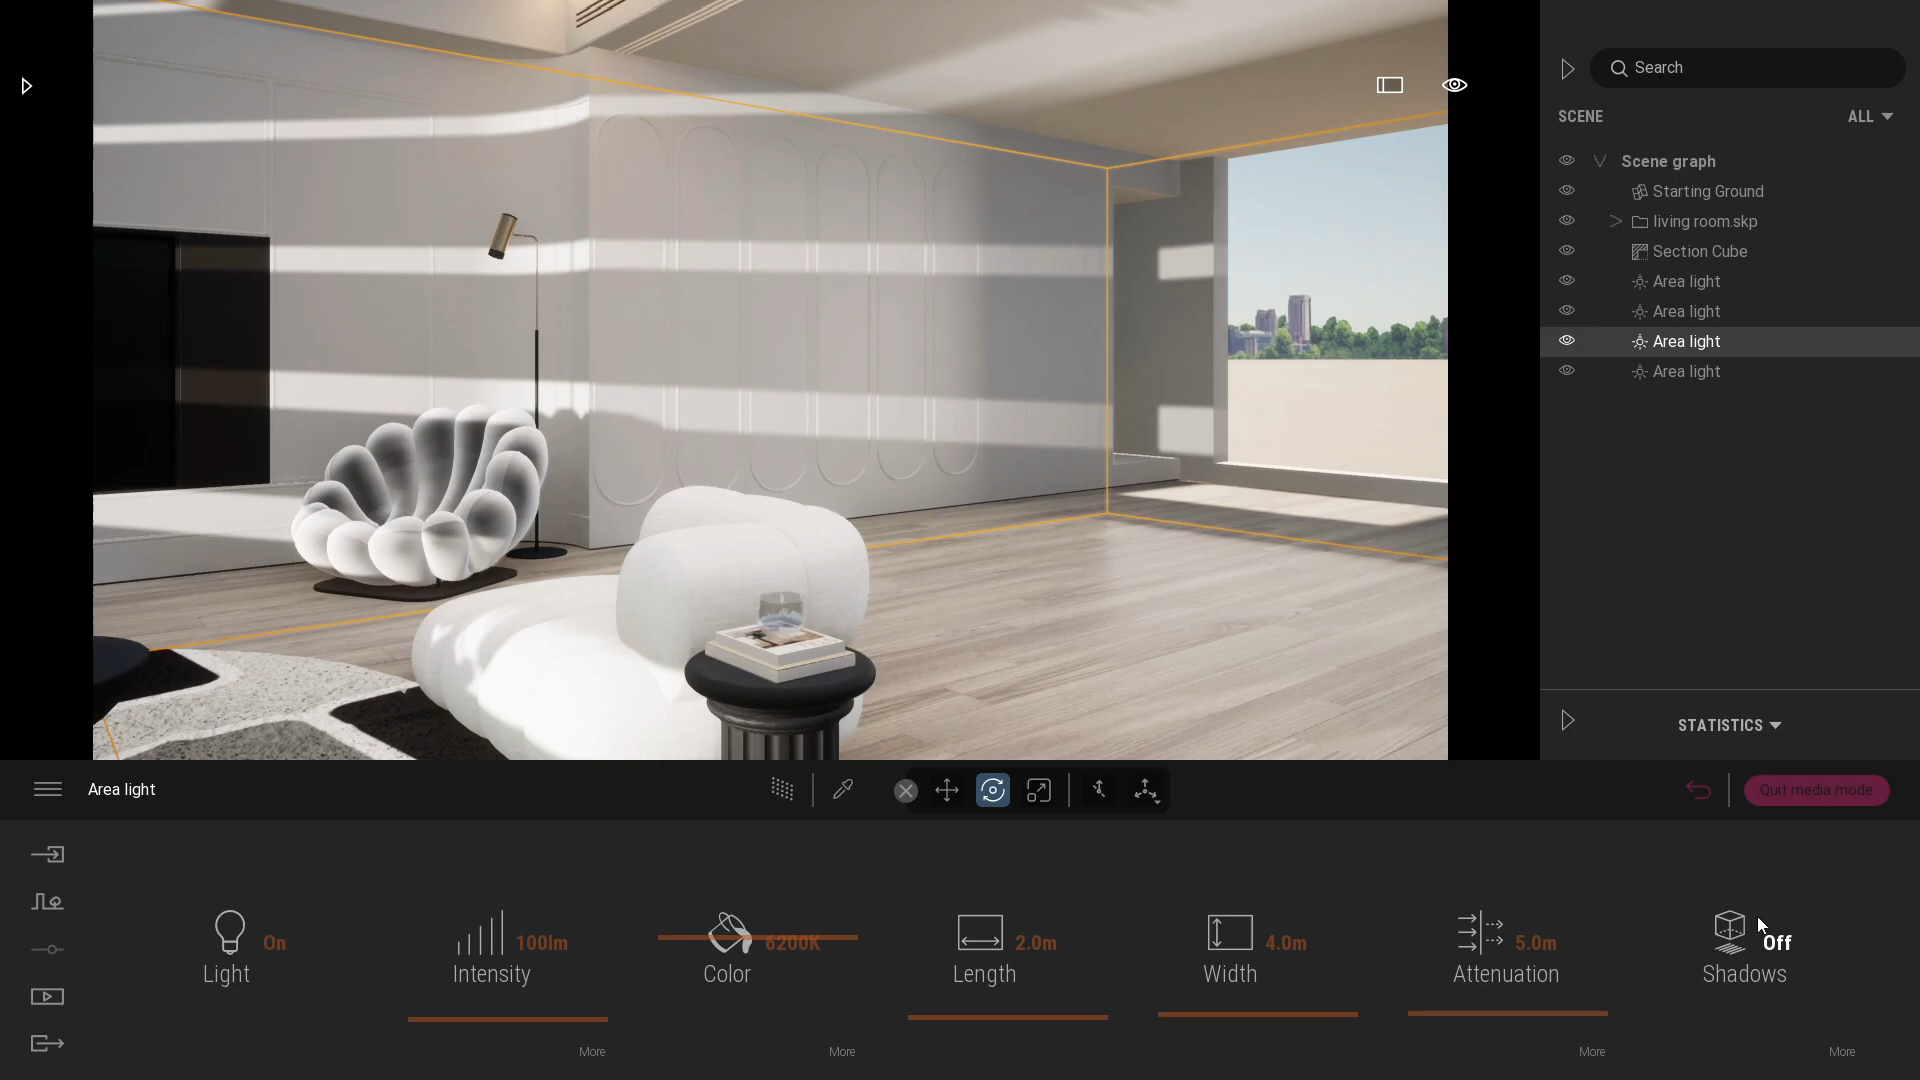 Search
SCENE
ALL
Scene graph
Starting Ground
living room.skp
Section Cube
Area light
Area light
Area light
Area light
STATISTICS
Area light
Quit media mode
On
Light
100lm
Intensity
More
6200K
Color
More
2.0m
Length
4.0m
Width
5.0m
Attenuation
More
Off
Shadows
More